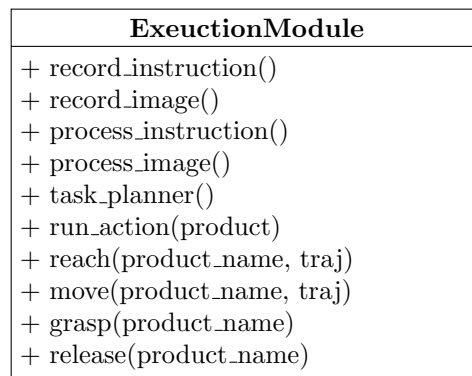 ExeuctionModule
+ record_instruction()
+ record_image()
+ process_instruction()
+ process_image()
+ task_planner()
+ run_action(product)
+ reach(product_name, traj)
+ move(product_name, traj)
+ grasp(product_name)
+ release(product_name)